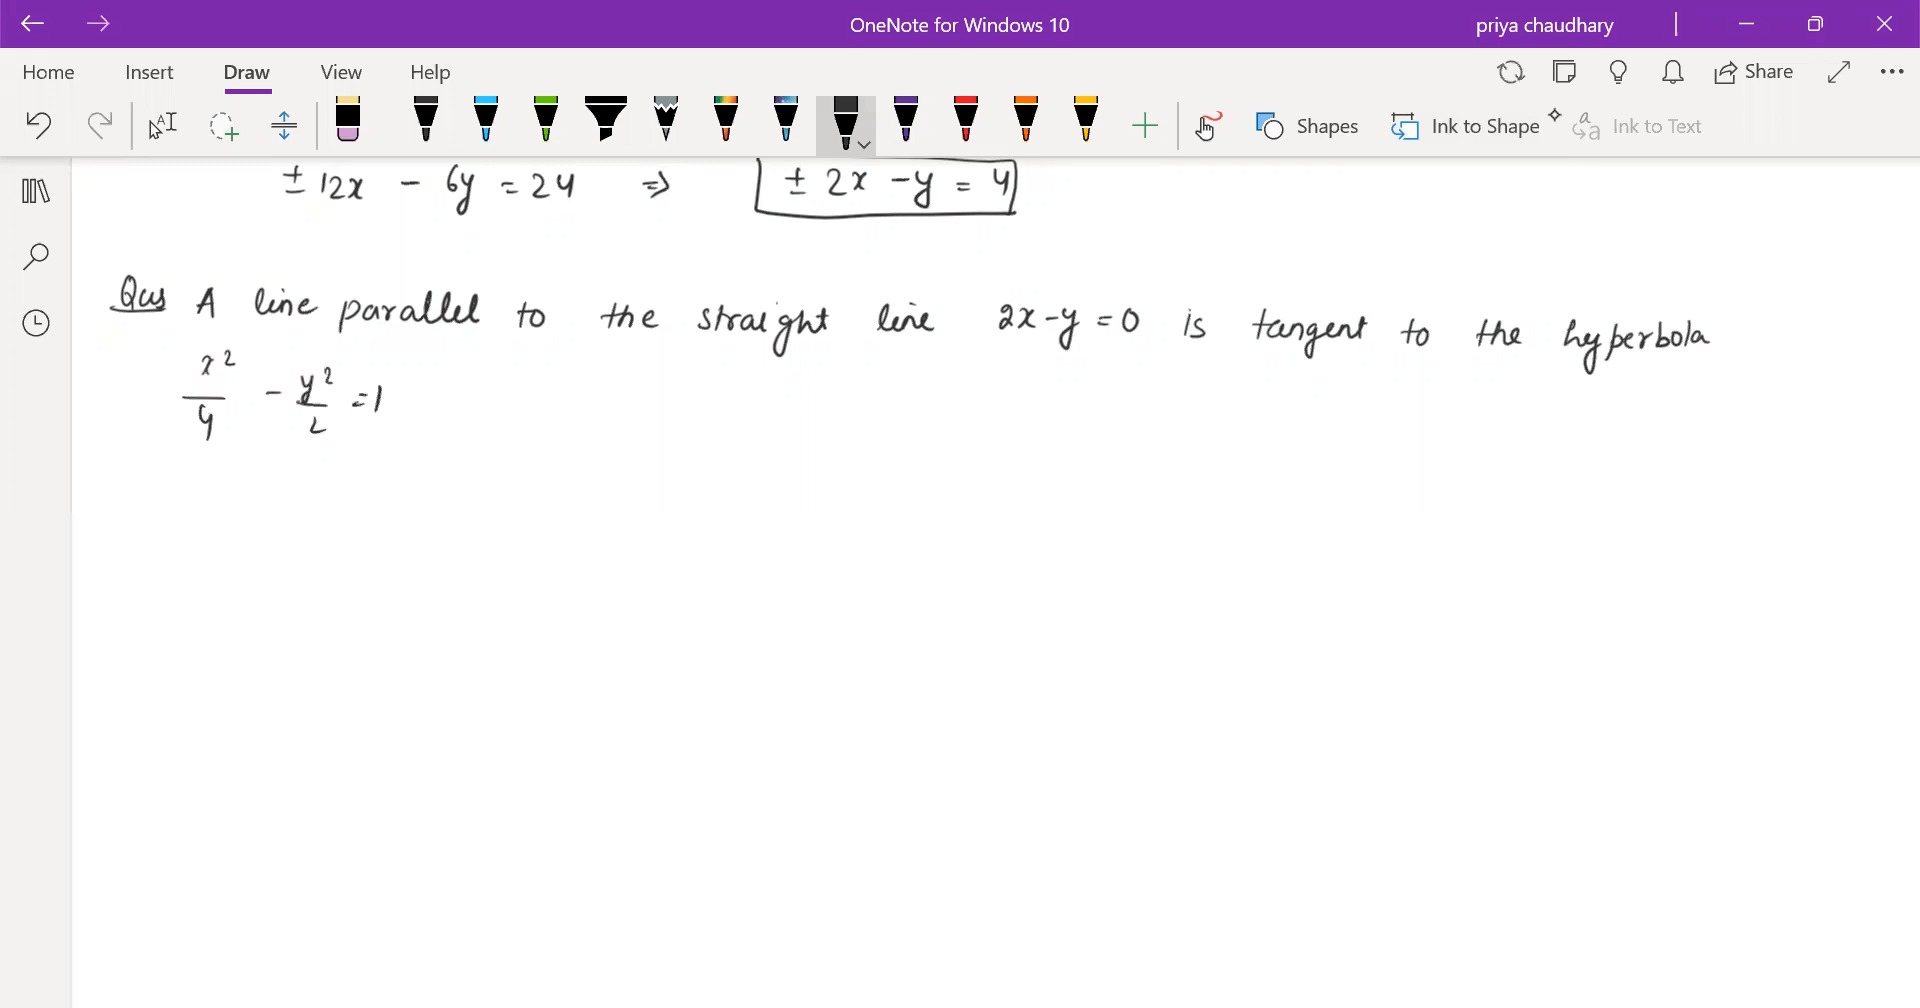 OneNote for Windows 10
priya chaudhary
Home Insert Draw View Help
Share
Shapes Ink to Shape Ink to Text
± 12x - 6y = 24 ⇒ ± 2x - y = 4
Qus A line parallel to the straight line 2x-y=0 is tangent to the hyperbola
x²/4 - y²/2 = 1